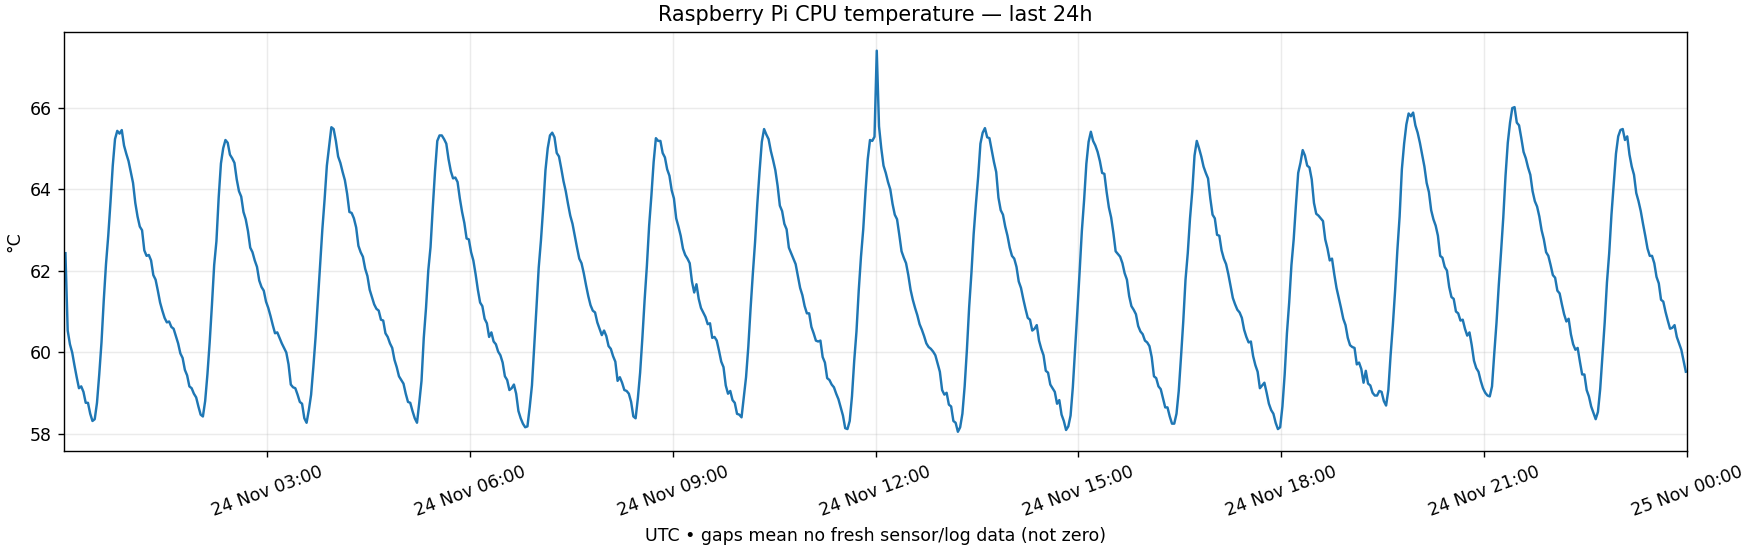 Raspberry Pi CPU temperature — last 24h
°C
66
64
62
60
58
24 Nov 03:00
24 Nov 06:00
24 Nov 09:00
24 Nov 12:00
24 Nov 15:00
24 Nov 18:00
24 Nov 21:00
25 Nov 00:00
UTC • gaps mean no fresh sensor/log data (not zero)